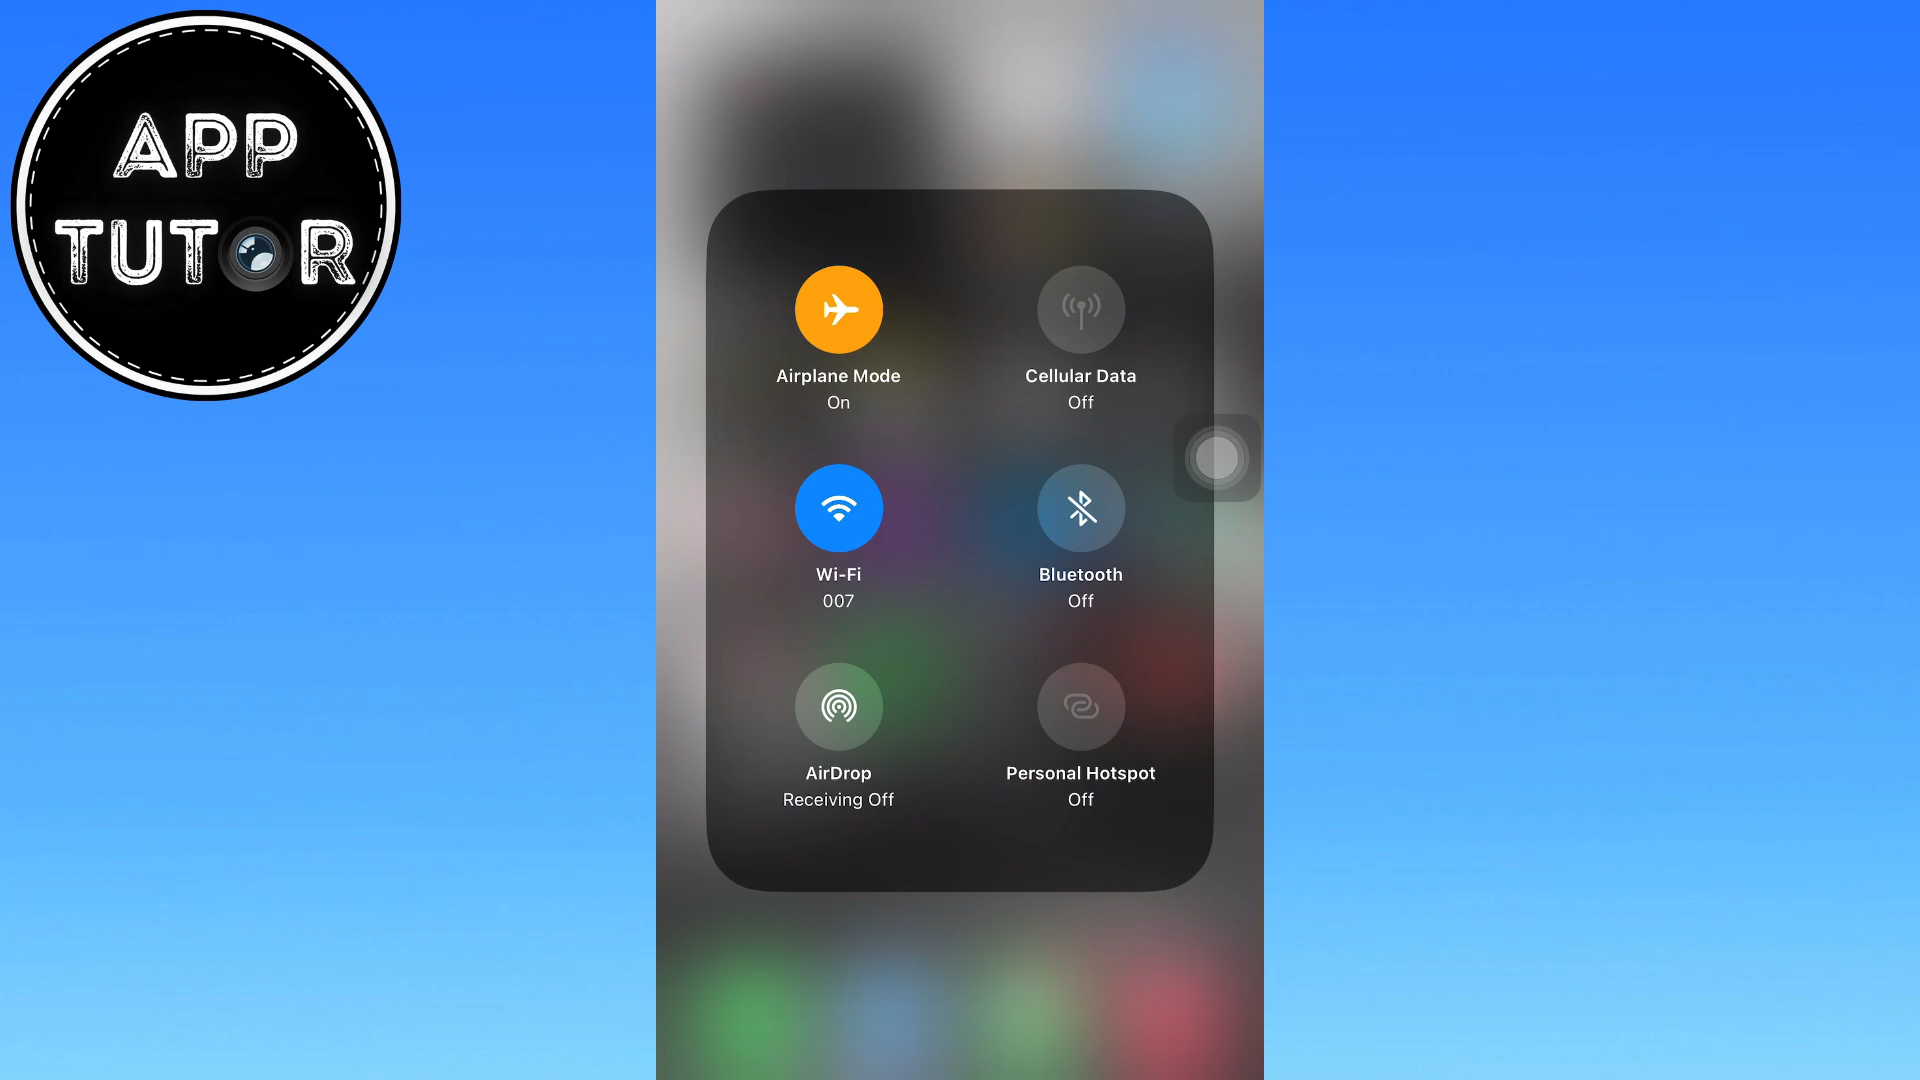 APP
TUTOR
Airplane Mode
On
Cellular Data
Off
Wi-Fi
007
Bluetooth
Off
AirDrop
Receiving Off
Personal Hotspot
Off